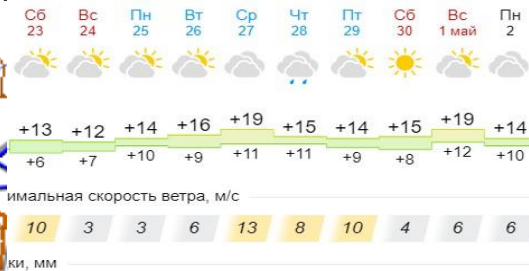 Сб Вс Пн Вт Ср Чт Пт Сб Вс Пн
23 24 25 26 27 28 29 30 1 май 2
+13 +12 +14 +16 +19 +15 +14 +15 +19 +14
+6 +7 +10 +9 +11 +11 +9 +8 +12 +10
имальная скорость ветра, м/с
10 3 3 6 13 8 10 4 6 6
ки, мм